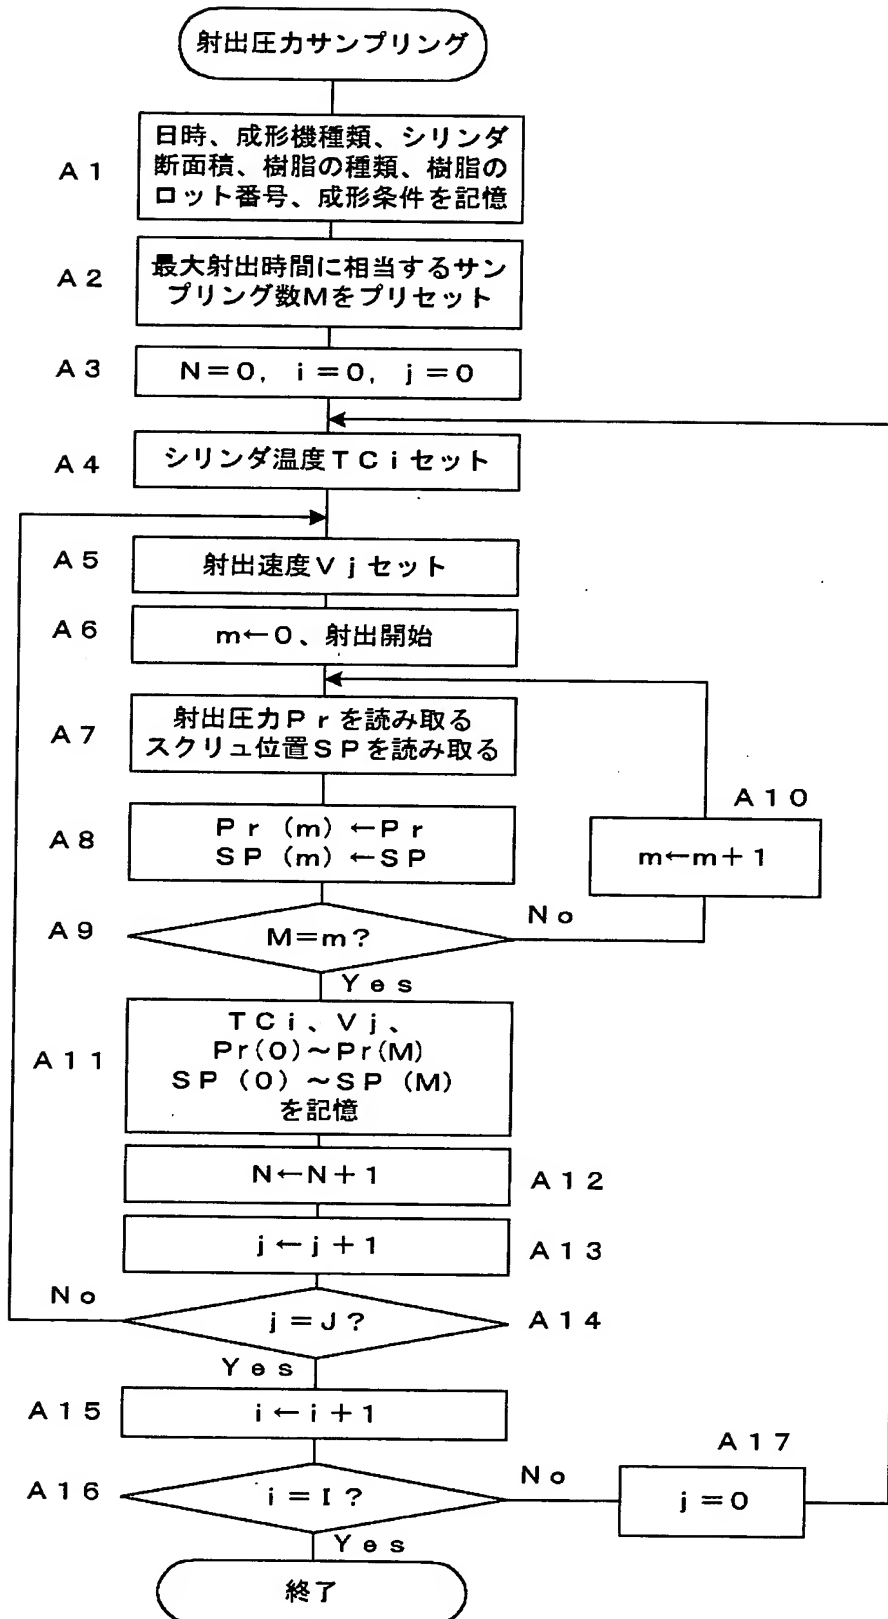 射出圧力サンプリング
A1
日時、成形機種類、シリンダ
断面積、樹脂の種類、樹脂の
ロット番号、成形条件を記憶
A2
最大射出時間に相当するサン
プリング数Mをプリセット
A3
N=0, i=0, j=0
A4
シリンダ温度TCiセット
A5
射出速度Vjセット
A6
m←0、射出開始
A7
射出圧力Prを読み取る
スクリュ位置SPを読み取る
A8
Pr(m)←Pr
SP(m)←SP
A10
m←m+1
A9
M=m?
No
Yes
A11
TCi、Vj、
Pr(0)~Pr(M)
SP(0)~SP(M)
を記憶
N←N+1
A12
j←j+1
A13
No
j=J?
A14
Yes
A15
i←i+1
A16
i=I?
No
A17
j=0
Yes
終了